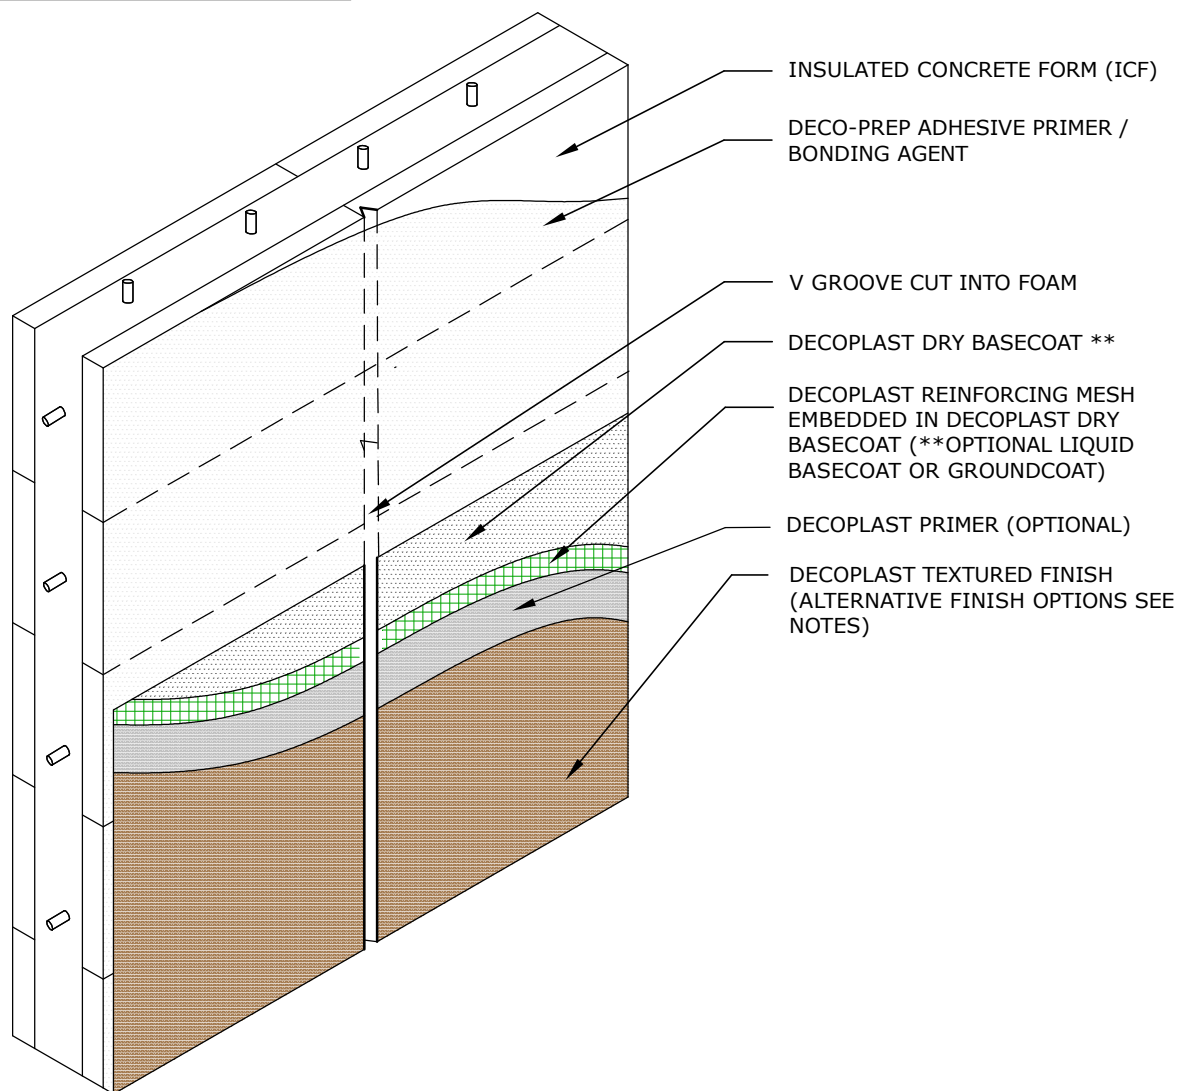 INSULATED CONCRETE FORM (ICF)
DECO-PREP ADHESIVE PRIMER /
BONDING AGENT
V GROOVE CUT INTO FOAM
DECOPLAST DRY BASECOAT **
DECOPLAST REINFORCING MESH
EMBEDDED IN DECOPLAST DRY
BASECOAT (**OPTIONAL LIQUID
BASECOAT OR GROUNDCOAT)
DECOPLAST PRIMER (OPTIONAL)
DECOPLAST TEXTURED FINISH
(ALTERNATIVE FINISH OPTIONS SEE
NOTES)